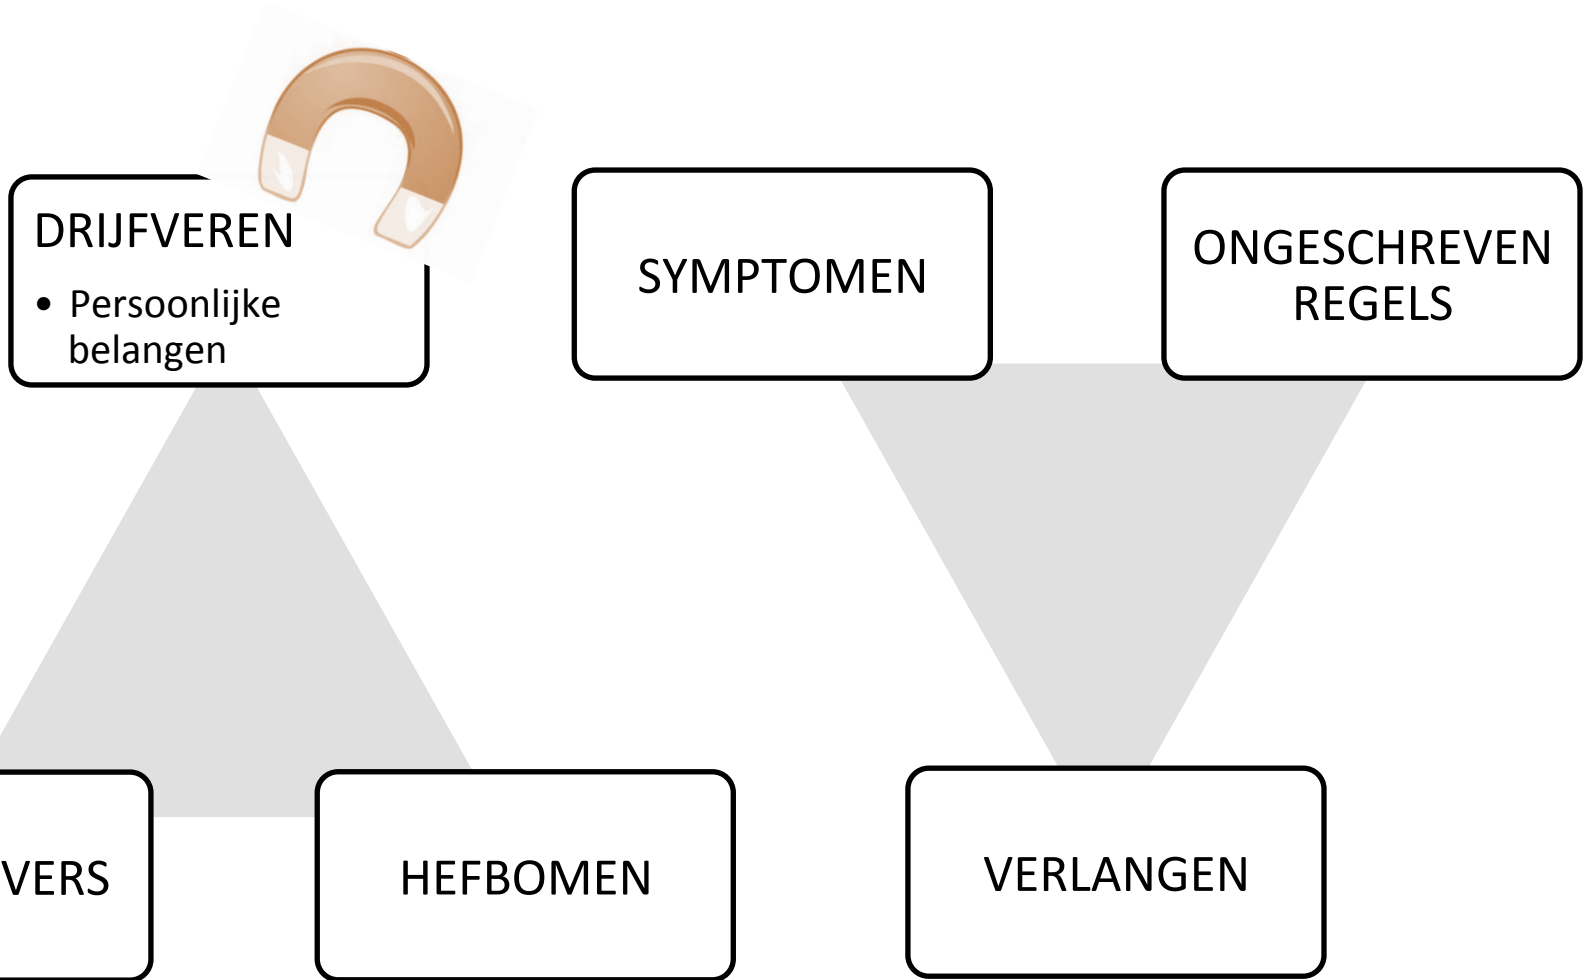 DRIJFVEREN
• Persoonlijke
belangen
SYMPTOMEN
ONGESCHREVEN
REGELS
VERS
HEFBOMEN
VERLANGEN